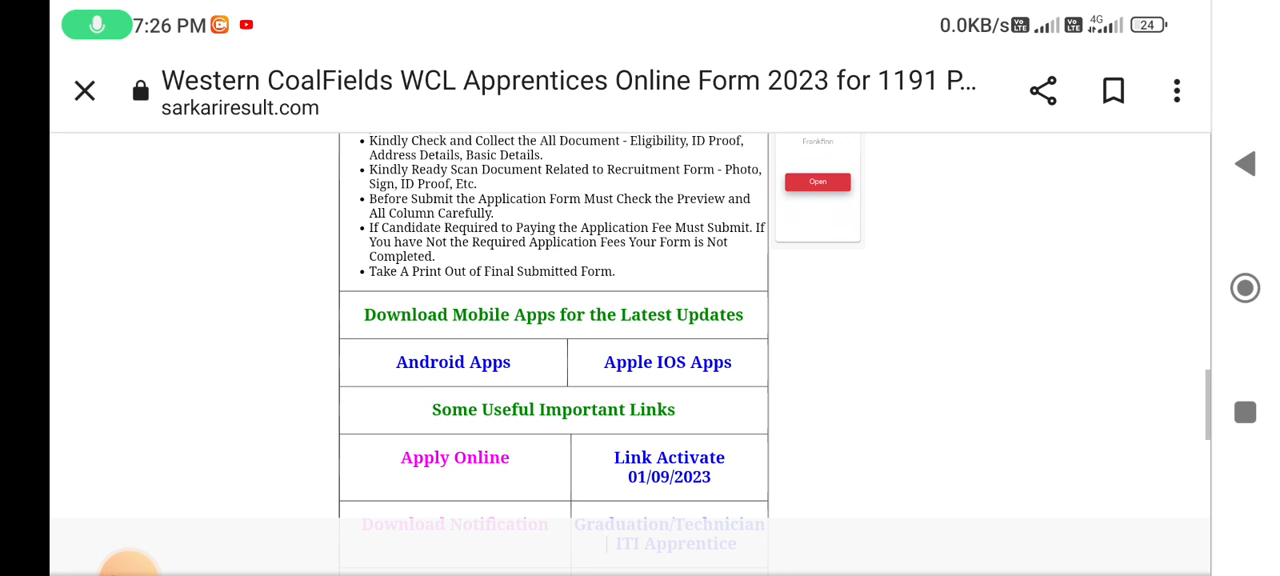 7:26 PM
0.0KB/s Vo LTE Vo LTE 4G 24
Western CoalFields WCL Apprentices Online Form 2023 for 1191 P...
sarkariresult.com
• Kindly Check and Collect the All Document - Eligibility, ID Proof,
Address Details, Basic Details.
• Kindly Ready Scan Document Related to Recruitment Form - Photo,
Sign, ID Proof, Etc.
• Before Submit the Application Form Must Check the Preview and
All Column Carefully.
• If Candidate Required to Paying the Application Fee Must Submit. If
You have Not the Required Application Fees Your Form is Not
Completed.
• Take A Print Out of Final Submitted Form.
Frankfinn
Open
Download Mobile Apps for the Latest Updates
Android Apps
Apple IOS Apps
Some Useful Important Links
Apply Online
Link Activate
01/09/2023
Download Notification
Graduation/Technician
| ITI Apprentice